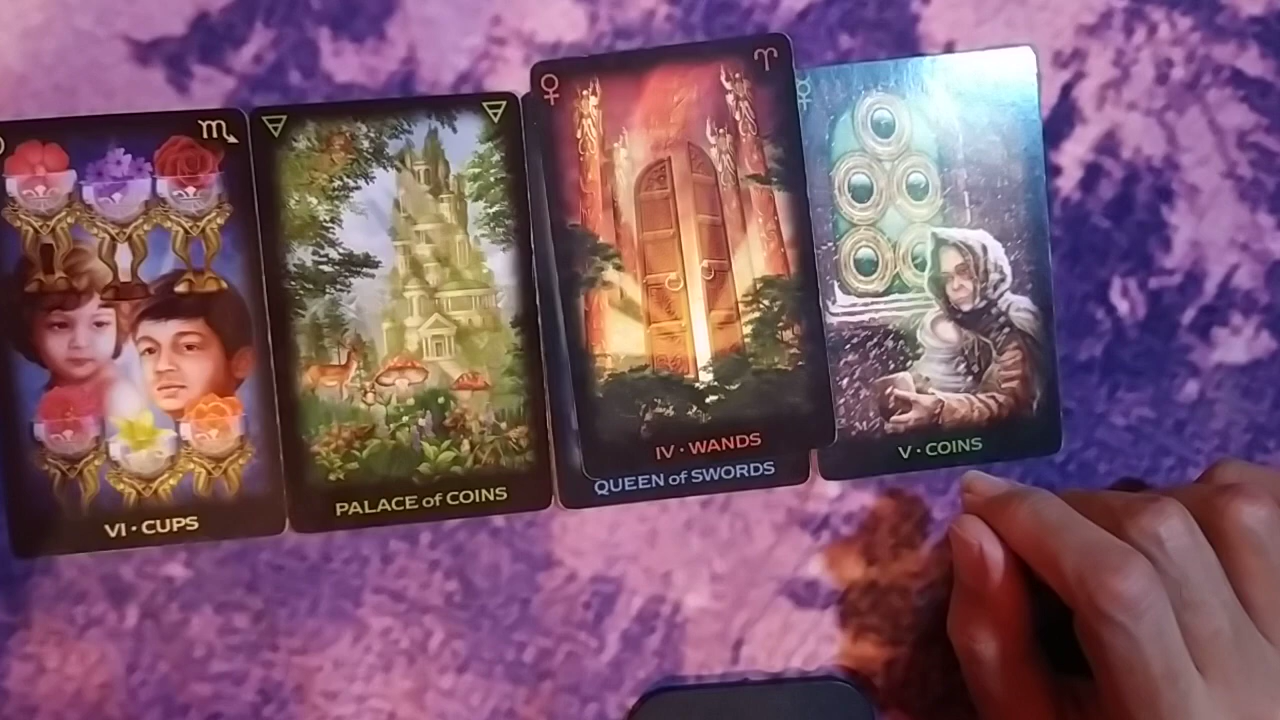 VI · CUPS
PALACE of COINS
IV · WANDS
QUEEN of SWORDS
V · COINS